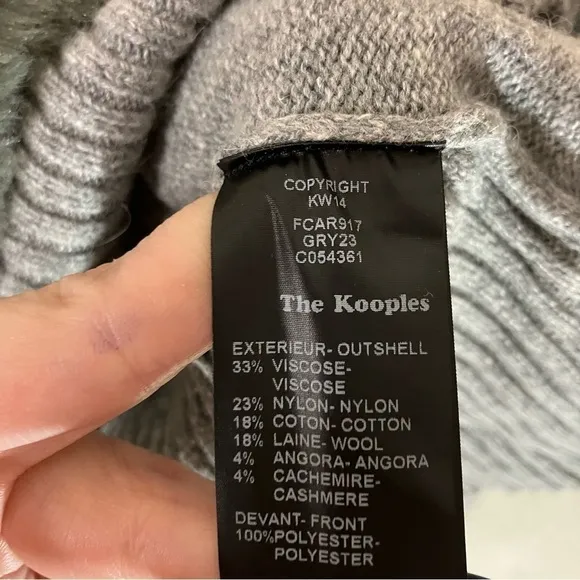 COPYRIGHT
KW14
FCAR917
GRY23
C054361
The Kooples
EXTERIEUR- OUTSHELL
33% VISCOSE-
VISCOSE
23% NYLON- NYLON
18% COTON- COTTON
18% LAINE- WOOL
4% ANGORA- ANGORA
4% CACHEMIRE-
CASHMERE
DEVANT- FRONT
100%POLYESTER-
POLYESTER